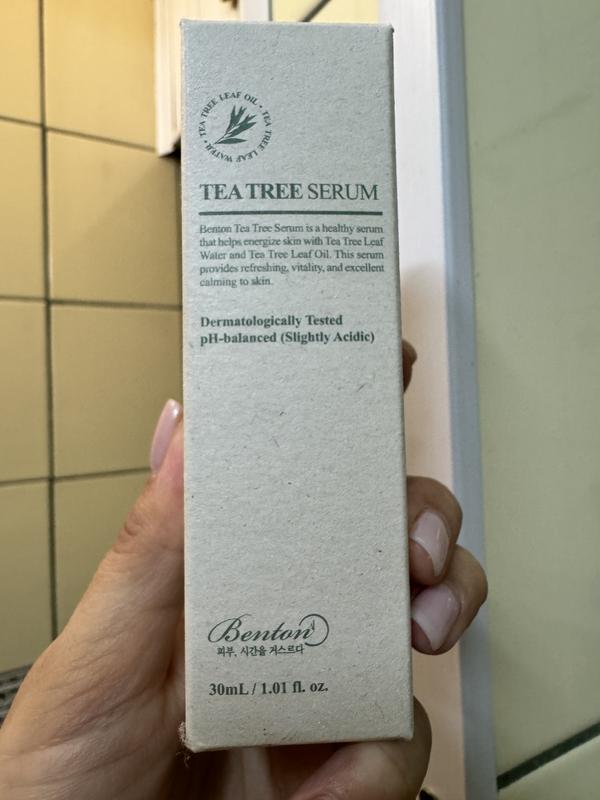 TEA TREE LEAF OIL • TEA TREE LEAF WATER •
TEA TREE SERUM
Benton Tea Tree Serum is a healthy serum
that helps energize skin with Tea Tree Leaf
Water and Tea Tree Leaf Oil. This serum
provides refreshing, vitality, and excellent
calming to skin.
Dermatologically Tested
pH-balanced (Slightly Acidic)
Benton
피부, 시간을 거스르다
30mL / 1.01 fl. oz.